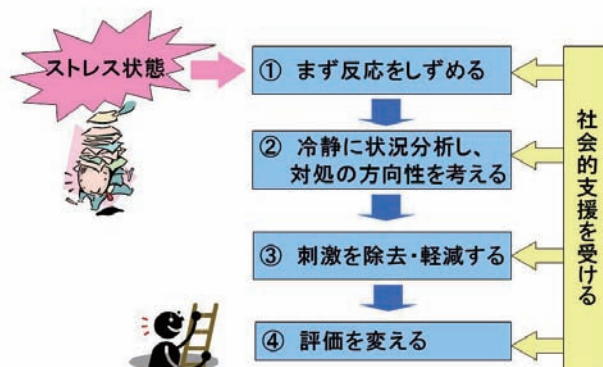 ストレス状態
① まず反応をしずめる
② 冷静に状況分析し、
対処の方向性を考える
③ 刺激を除去・軽減する
④ 評価を変える
社会的支援を受ける